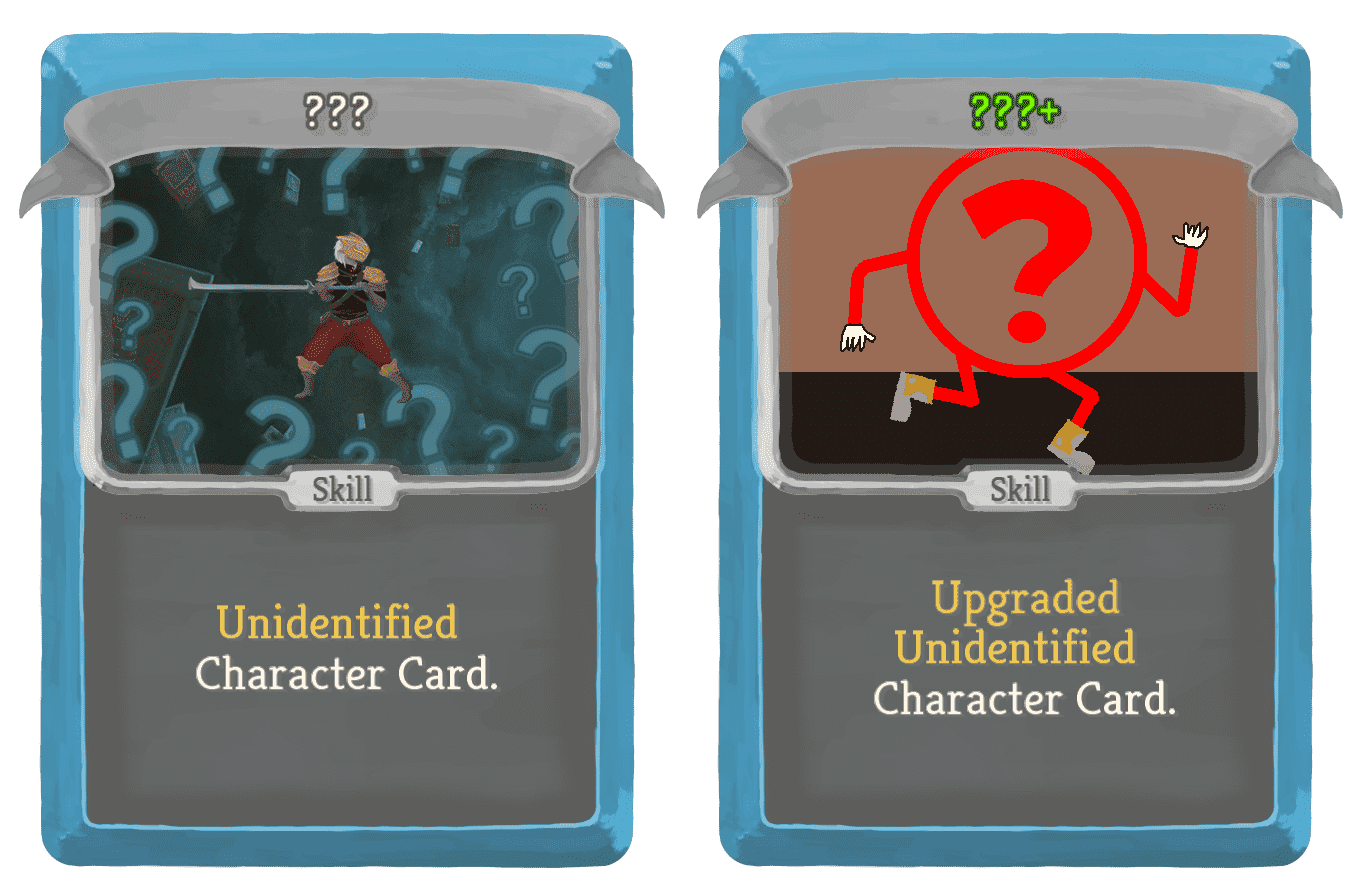 ???
Skill
Unidentified
Character Card.
???+
?
Skill
Upgraded
Unidentified
Character Card.